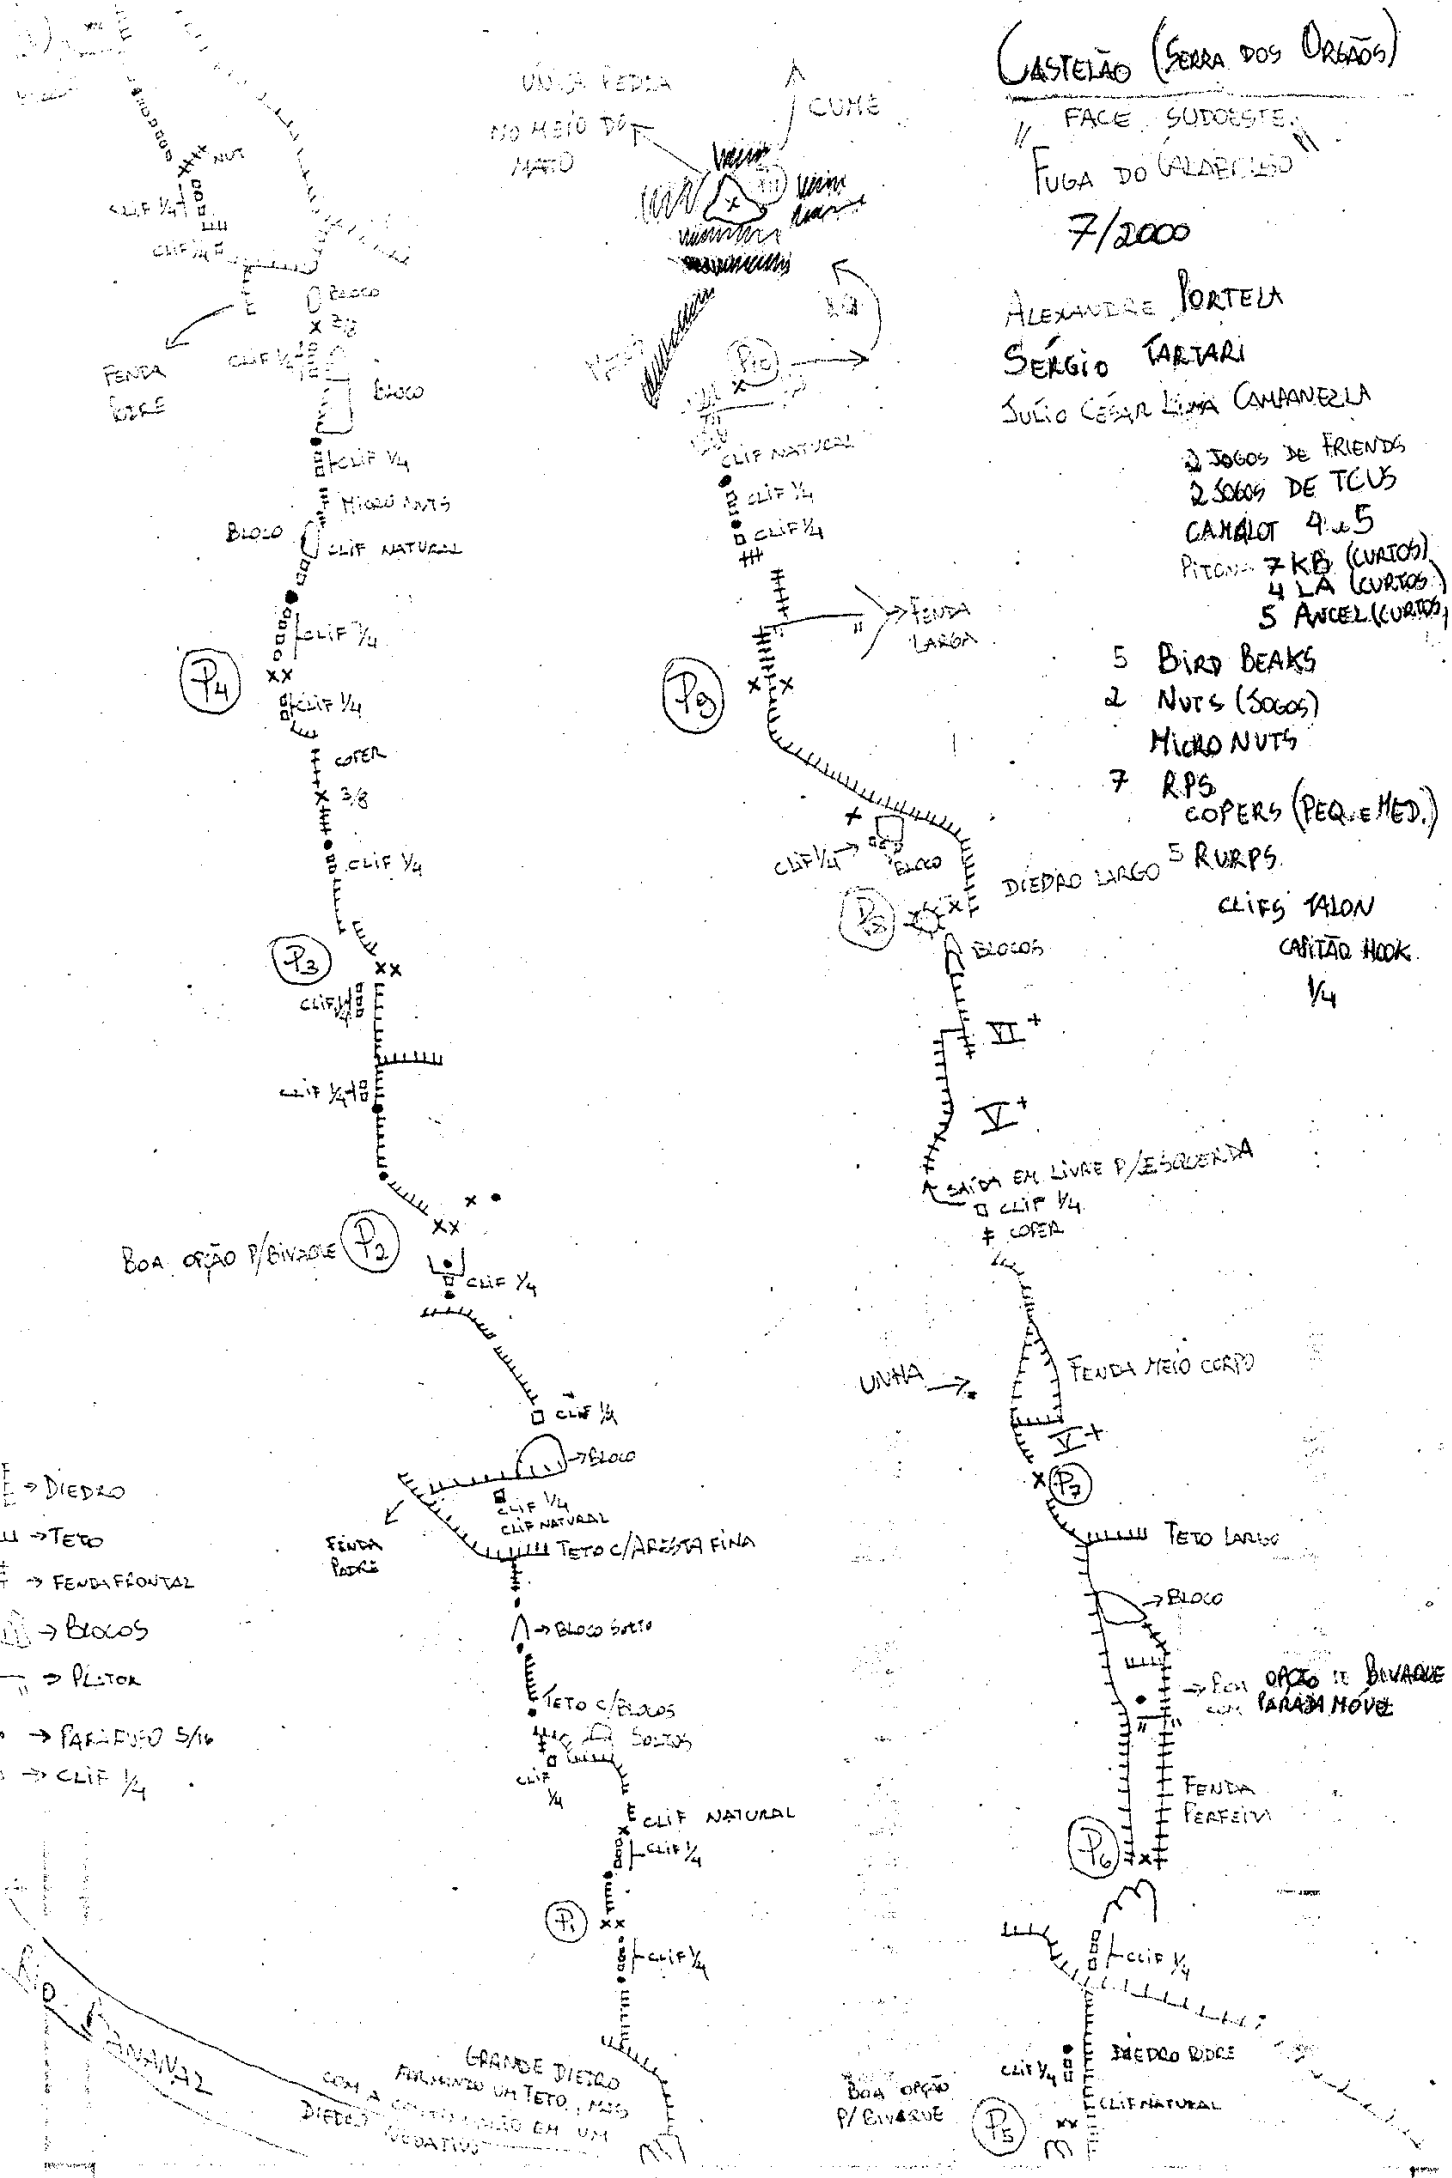 CASTELÃO (SERRA DOS ORGÃOS)
FACE SUDOESTE
"FUGA DO
7/2000
ALEXANDRE PORTELA
SÉRGIO TARTARI
JULIO CÉSAR LIMA CAMPANELLA
2 JOGOS DE FRIENDS
2 JOGOS DE TCUS
CAMALOT 4 e 5
PITONS 7 KB (CURTOS)
4 LA (CURTOS)
5 ANGEL (CURTOS)
5 BIRD BEAKS
2 NUTS (JOGOS)
MICRO NUTS
7 RPS
COPERS (PEQ. e MED.)
5 RURPS
CLIFS TALON
CAPITÃO HOOK
1/4
ÚNICA PEDRA
NO MEIO DO
MATO
CUME
P10
CLIF NATURAL
CLIF 1/4
CLIF 1/4
FENDA
LARGA
P9
CLIF 1/4
BLOCO
DIEDRO LARGO
P8
BLOCOS
VI+
V+
SAÍDA EM LIVRE P/ESQUERDA
CLIF 1/4
COPER
UNHA
FENDA MEIO CORPO
V+
P7
TETO LARGO
BLOCO
BOA OPÇÃO DE BIVAQUE
COM PARADA MÓVEL
FENDA
PERFEITA
P6
CLIF 1/4
DIEDRO PODRE
CLIF 1/4
CLIF NATURAL
BOA OPÇÃO
P/ BIVAQUE
P5
NUT
CLIF 1/4
CLIF 1/4
BLOCO
3/8
FENDA
PODRE
CLIF 1/4
BLOCO
CLIF 1/4
MICRO NUTS
BLOCO
CLIF NATURAL
CLIF 1/4
P4
CLIF 1/4
COPER
3/8
CLIF 1/4
P3
CLIF 1/4
CLIF 1/4
BOA OPÇÃO P/BIVAQUE
P2
CLIF 1/4
CLIF 1/4
BLOCO
CLIF 1/4
CLIF NATURAL
FENDA
PODRE
TETO C/ARESTA FINA
BLOCO SOLTO
TETO C/BLOCOS
SOLTOS
CLIF
1/4
CLIF NATURAL
CLIF 1/4
P1
CLIF 1/4
GRANDE DIEDRO
FORMANDO UM TETO, MAS
COM A CONTINUAÇÃO EM UM
DIEDRO NEGATIVO
DIEDRO
TETO
FENDA FRONTAL
BLOCOS
PITON
PARAFUSO 5/16
CLIF 1/4
RIO BANANAL